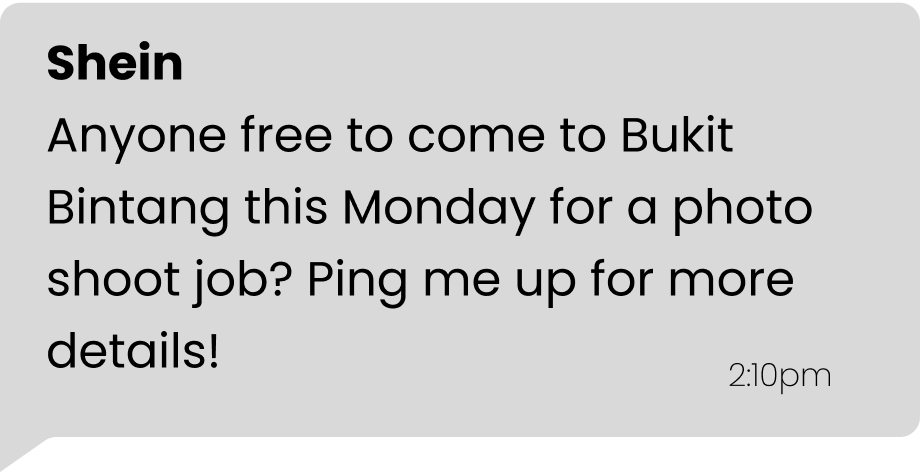 Shein
Anyone free to come to Bukit
Bintang this Monday for a photo
shoot job? Ping me up for more
details!
2:10pm